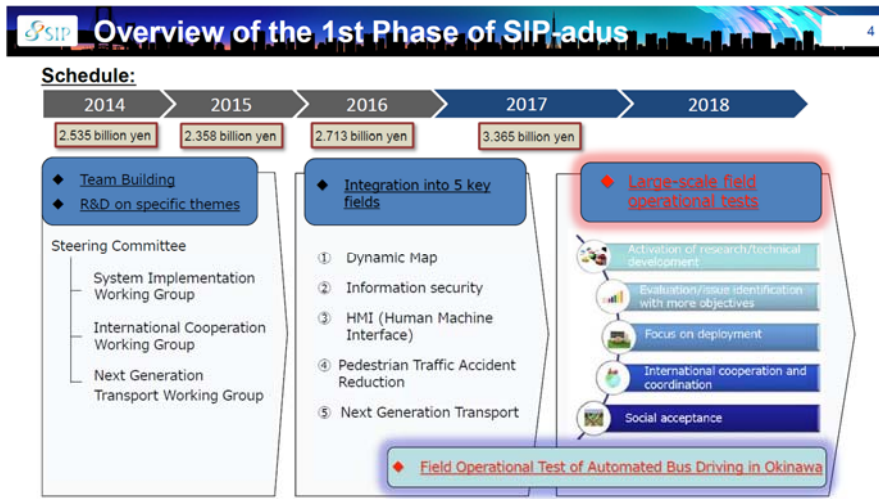 SIP
Overview of the 1st Phase of SIP-adus
4
Schedule:
2014
2015
2016
2017
2018
2.535 billion yen
2.358 billion yen
2.713 billion yen
3.365 billion yen
◆ Team Building
◆ R&D on specific themes
Steering Committee
System Implementation
Working Group
International Cooperation
Working Group
Next Generation
Transport Working Group
◆ Integration into 5 key
fields
① Dynamic Map
② Information security
③ HMI (Human Machine
Interface)
④ Pedestrian Traffic Accident
Reduction
⑤ Next Generation Transport
◆ Large-scale field
operational tests
Activation of research/technical
development
Evaluation/issue identification
with more objectives
Focus on deployment
International cooperation and
coordination
Social acceptance
◆ Field Operational Test of Automated Bus Driving in Okinawa